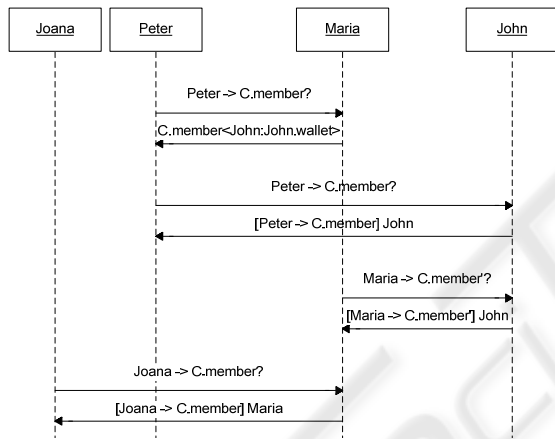 Joana Peter Maria John
Peter -> C.member?
C.member<John:John.wallet>
Peter -> C.member?
[Peter -> C.member] John
Maria -> C.member'?
[Maria -> C.member'] John
Joana -> C.member?
[Joana -> C.member] Maria